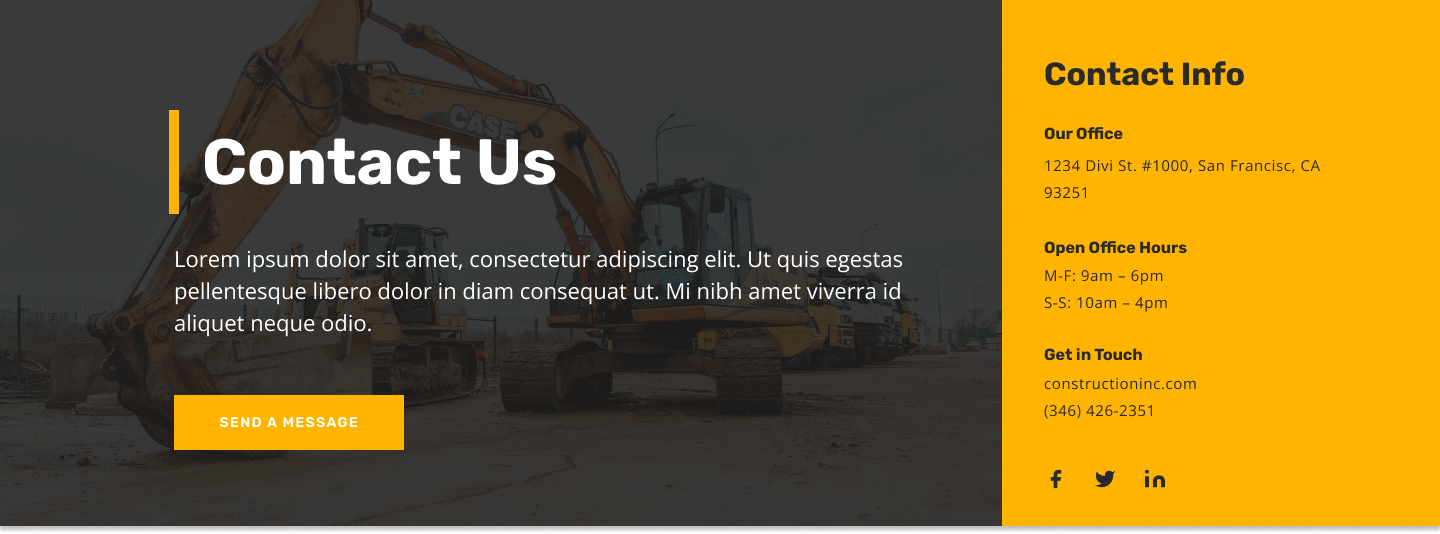 CASE
Contact Us
Lorem ipsum dolor sit amet, consectetur adipiscing elit. Ut quis egestas
pellentesque libero dolor in diam consequat ut. Mi nibh amet viverra id
aliquet neque odio.
SEND A MESSAGE
Contact Info
Our Office
1234 Divi St. #1000, San Francisc, CA
93251
Open Office Hours
M-F: 9am – 6pm
S-S: 10am – 4pm
Get in Touch
constructioninc.com
(346) 426-2351